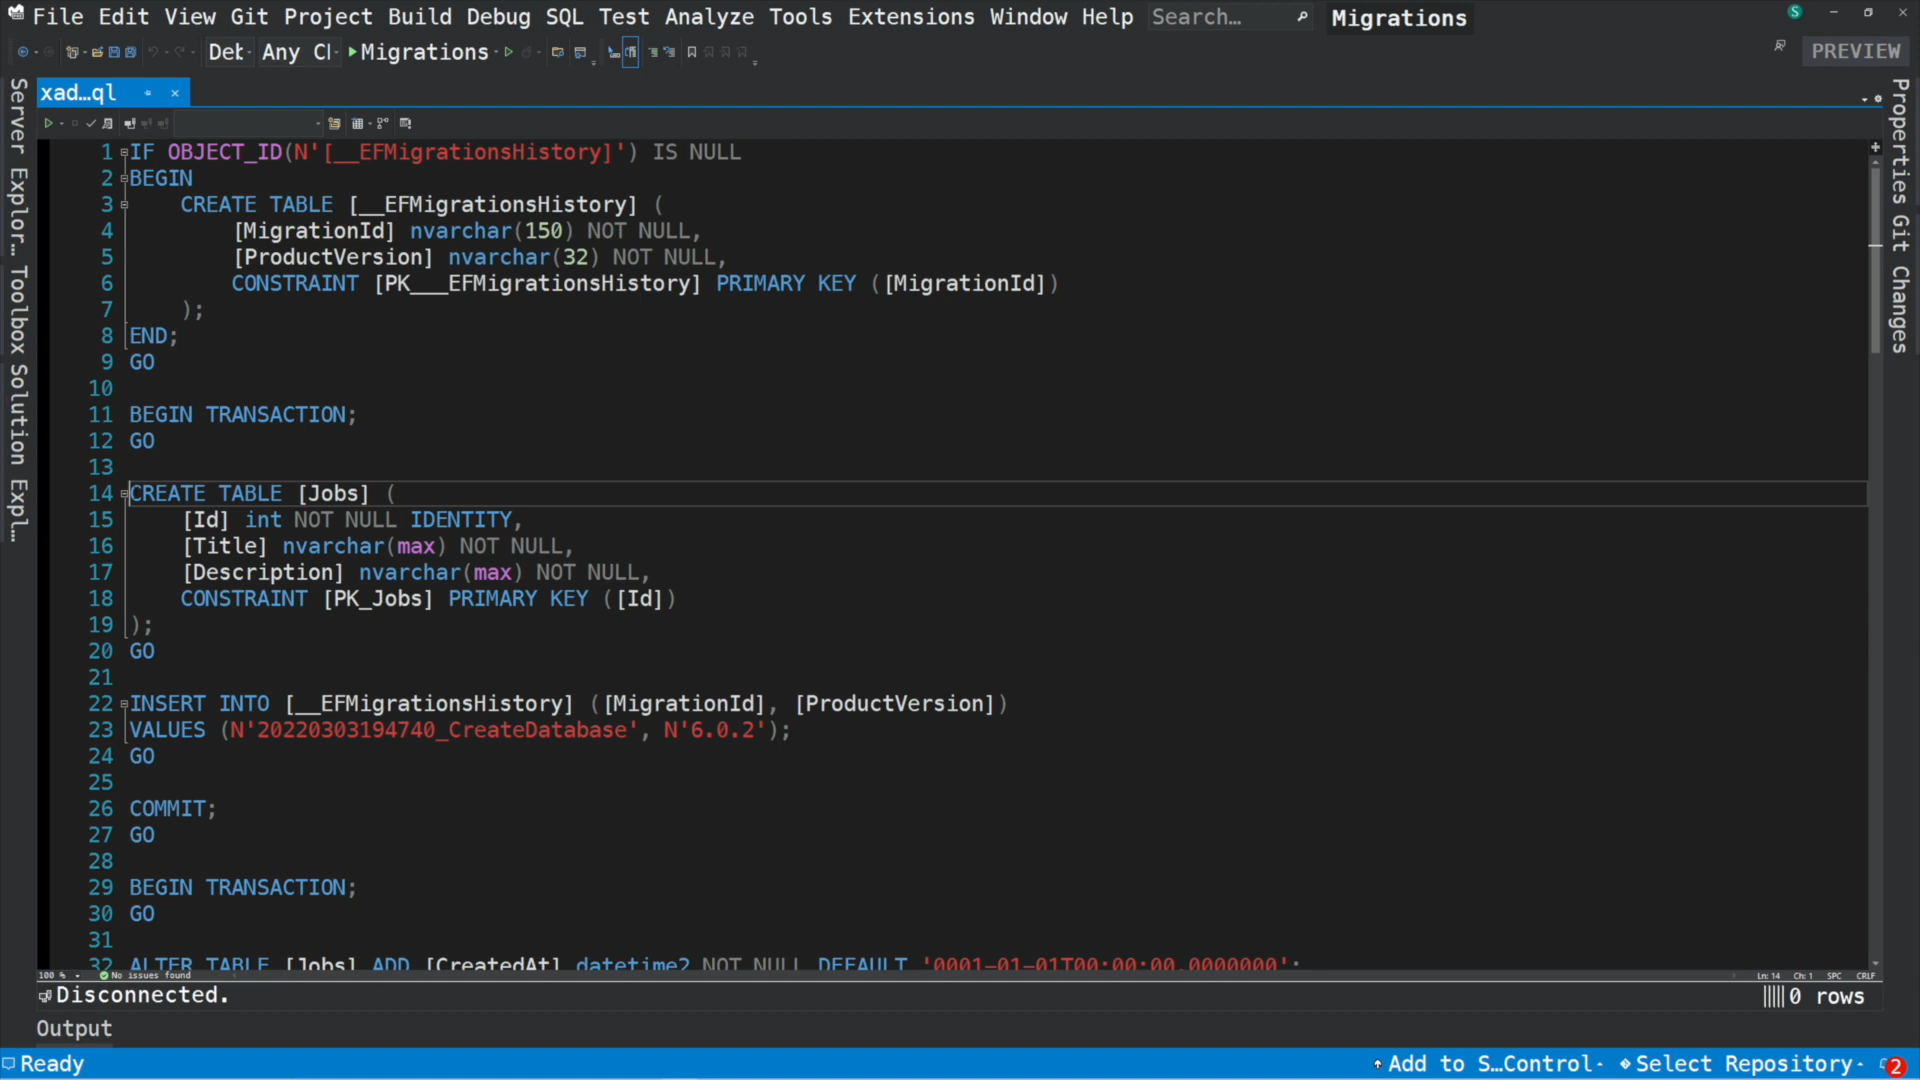 File Edit View Git Project Build Debug SQL Test Analyze Tools Extensions Window Help Search... Migrations
Deb Any CI Migrations PREVIEW
xad...ql
1 IF OBJECT_ID(N'[__EFMigrationsHistory]') IS NULL
2 BEGIN
3 CREATE TABLE [__EFMigrationsHistory] (
4 [MigrationId] nvarchar(150) NOT NULL,
5 [ProductVersion] nvarchar(32) NOT NULL,
6 CONSTRAINT [PK___EFMigrationsHistory] PRIMARY KEY ([MigrationId])
7 );
8 END;
9 GO
10
11 BEGIN TRANSACTION;
12 GO
13
14 CREATE TABLE [Jobs] (
15 [Id] int NOT NULL IDENTITY,
16 [Title] nvarchar(max) NOT NULL,
17 [Description] nvarchar(max) NOT NULL,
18 CONSTRAINT [PK_Jobs] PRIMARY KEY ([Id])
19 );
20 GO
21
22 INSERT INTO [__EFMigrationsHistory] ([MigrationId], [ProductVersion])
23 VALUES (N'20220303194740_CreateDatabase', N'6.0.2');
24 GO
25
26 COMMIT;
27 GO
28
29 BEGIN TRANSACTION;
30 GO
31
32 ALTER TABLE [Jobs] ADD [CreatedAt] datetime2 NOT NULL DEFAULT '0001-01-01T00:00:00.0000000';
Server Explor...
Toolbox
Solution Expl...
Properties
Git Changes
100 % No issues found Ln: 14 Ch: 1 SPC CRLF
Disconnected. 0 rows
Output
Ready Add to S...Control Select Repository 2
S